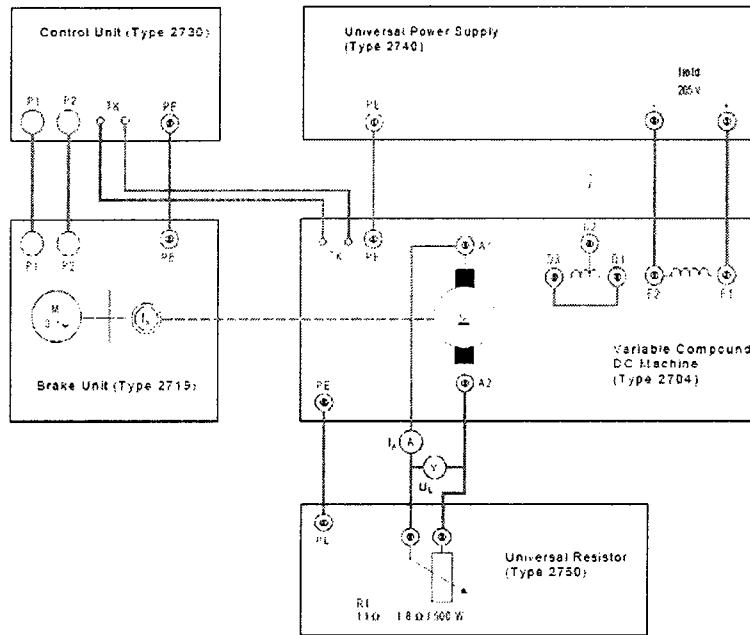 Control Unit (Type 2730)
P1 P2 TK PE
Universal Power Supply
(Type 2740)
field
205 V
PE
- +
P1 P2 PE
M
Brake Unit (Type 2719)
TK PE A1
D2
D3 D1
F2 F1
Variable Compound
DC Machine
(Type 2704)
A2
PE
A
V
PE
Universal Resistor
(Type 2750)
R1